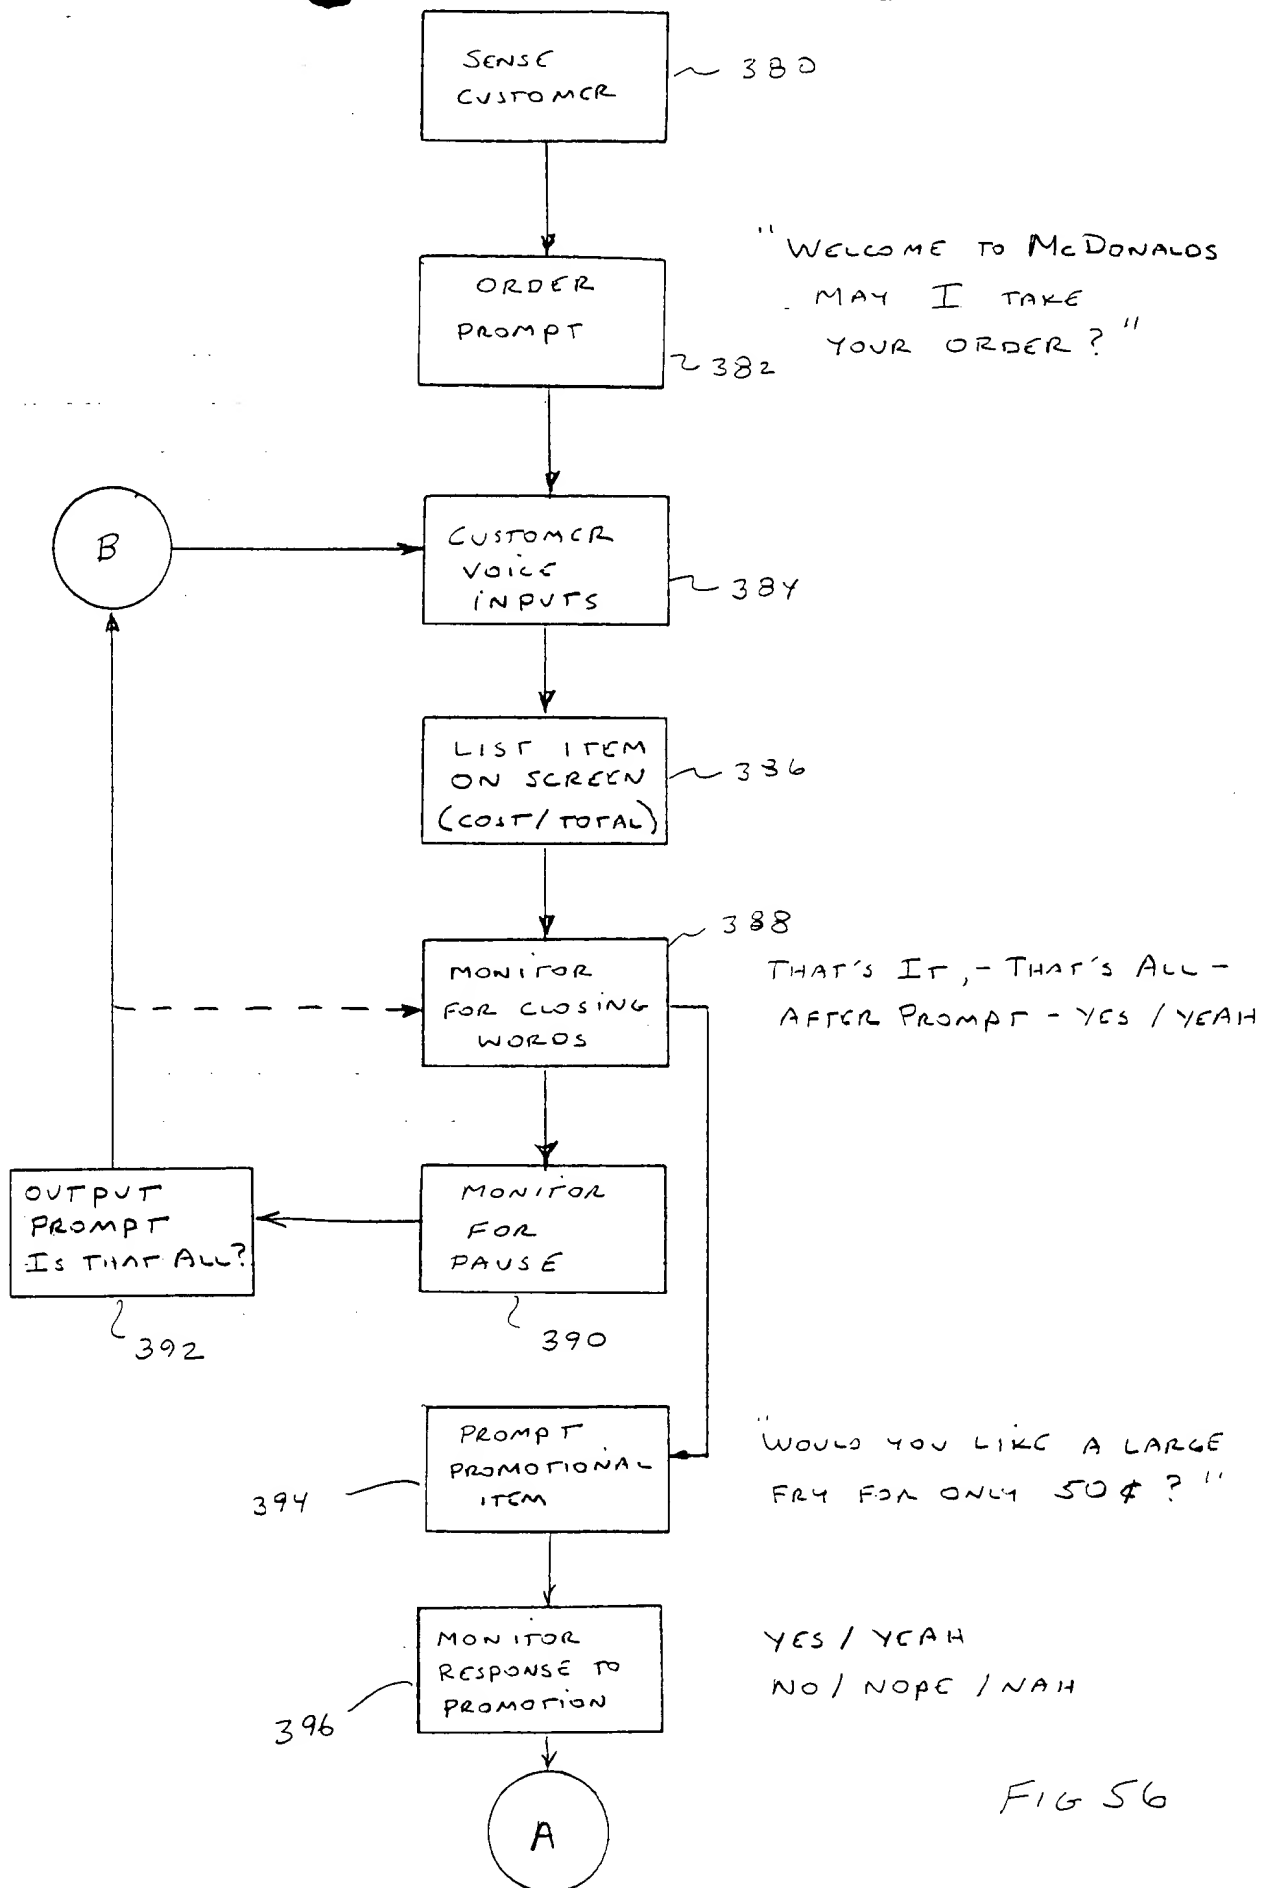 SENSE
CUSTOMER
380
ORDER
PROMPT
382
"WELCOME TO McDONALDS
MAY I TAKE
YOUR ORDER?"
B
CUSTOMER
VOICE
INPUTS
384
LIST ITEM
ON SCREEN
(COST/TOTAL)
386
MONITOR
FOR CLOSING
WORDS
388
THAT'S IT, - THAT'S ALL -
AFTER PROMPT - YES / YEAH
OUTPUT
PROMPT
IS THAT ALL?
392
MONITOR
FOR
PAUSE
390
PROMPT
PROMOTIONAL
ITEM
394
"WOULD YOU LIKE A LARGE
FRY FOR ONLY 50¢?"
MONITOR
RESPONSE TO
PROMOTION
396
YES / YEAH
NO / NOPE / NAH
A
FIG 56